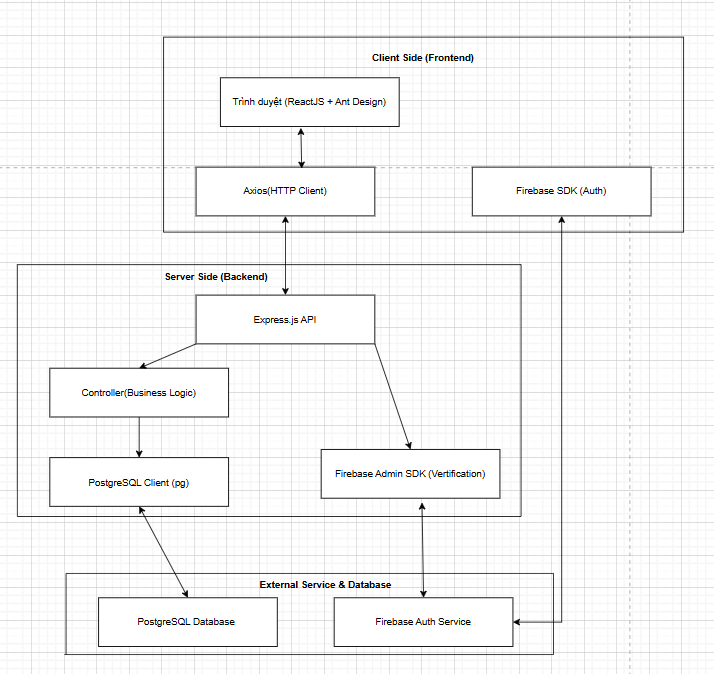 Client Side (Frontend)
Trình duyệt (ReactJS + Ant Design)
Axios(HTTP Client)
Firebase SDK (Auth)
Server Side (Backend)
Express.js API
Controller(Business Logic)
Firebase Admin SDK (Vertification)
PostgreSQL Client (pg)
External Service & Database
PostgreSQL Database
Firebase Auth Service